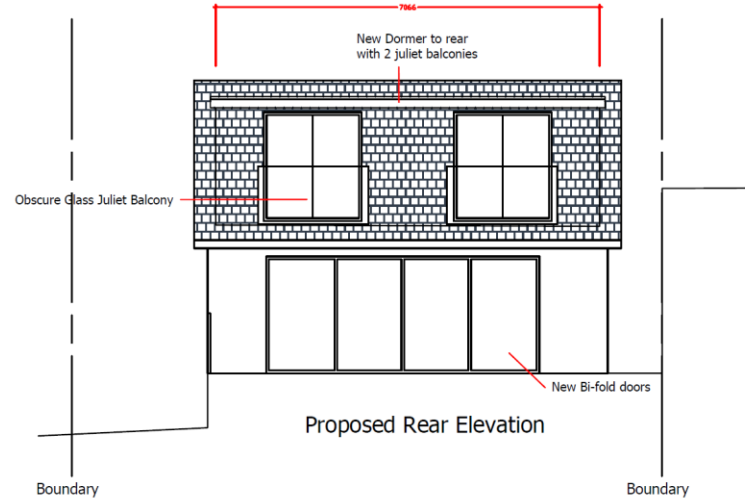 7066
New Dormer to rear
with 2 juliet balconies
Obscure Glass Juliet Balcony
New Bi-fold doors
Proposed Rear Elevation
Boundary
Boundary